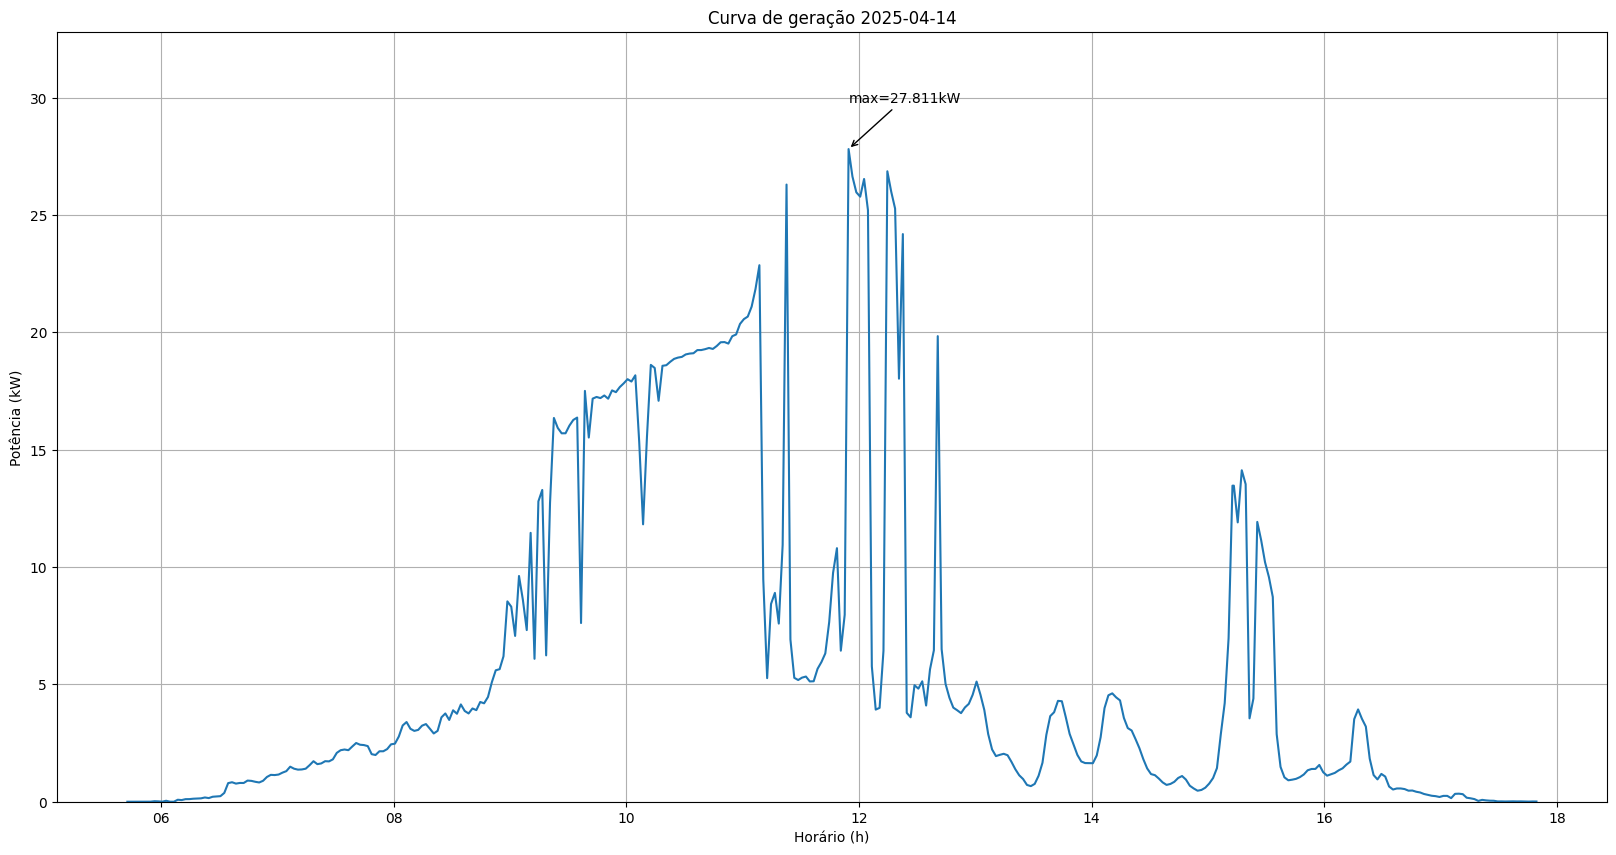 Curva de geração 2025-04-14
max=27.811kW
30
25
20
15
10
5
0
Potência (kW)
06 08 10 12 14 16 18
Horário (h)